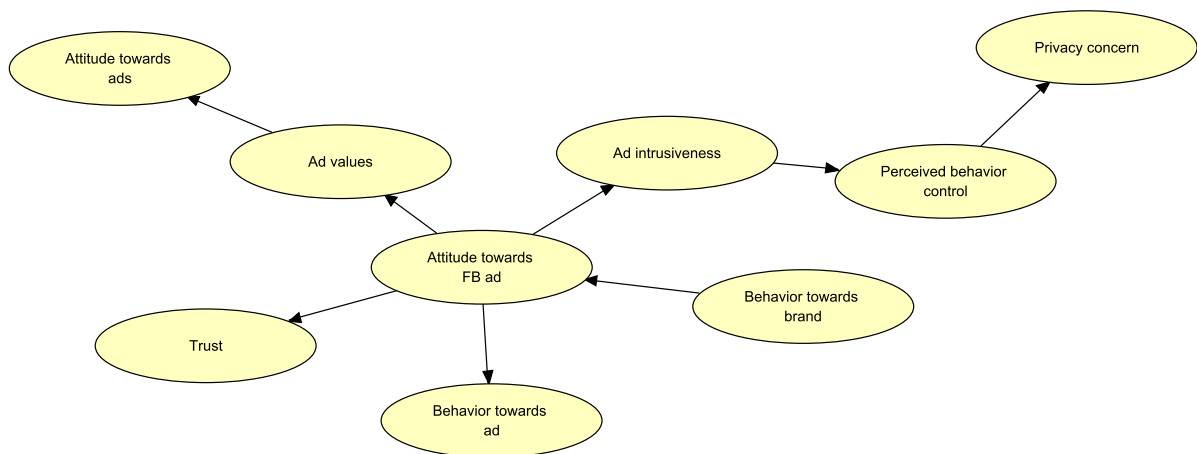 Privacy concern
Attitude towards
ads
Ad values
Ad intrusiveness
Perceived behavior
control
Attitude towards
FB ad
Behavior towards
brand
Trust
Behavior towards
ad